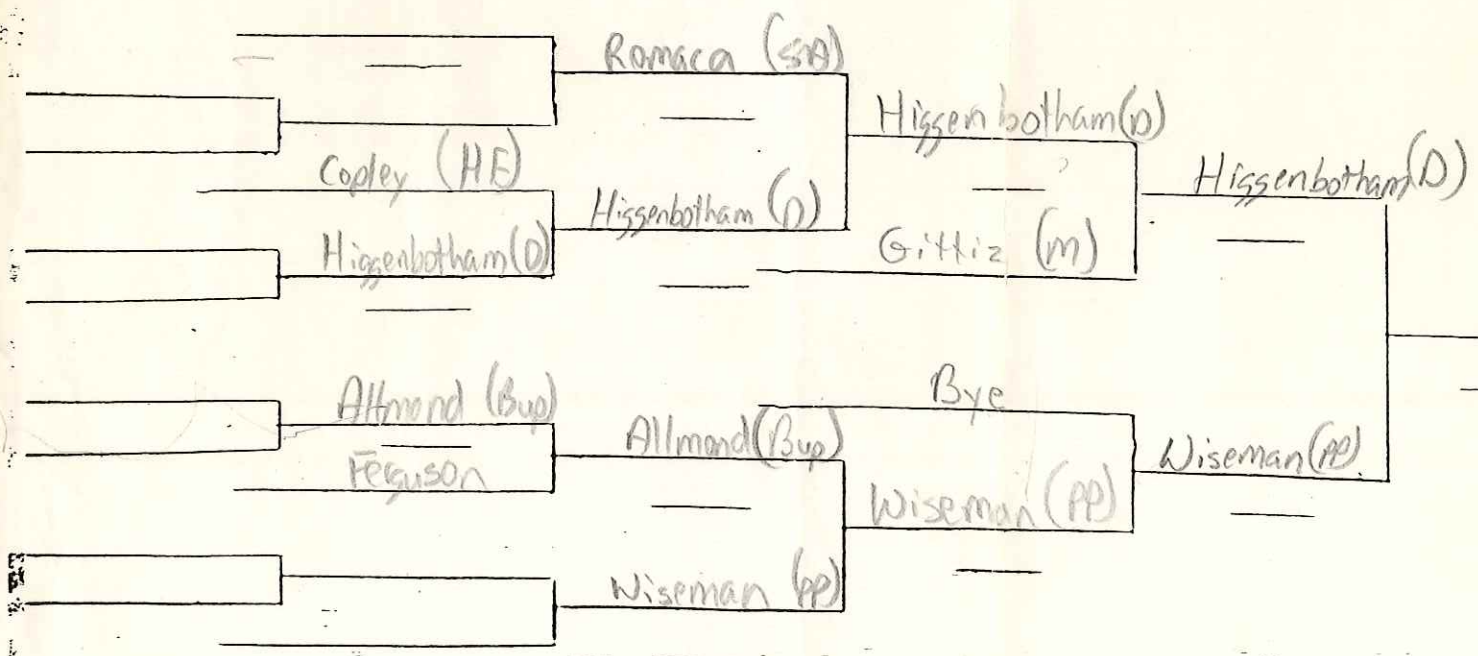 Romaca (SSA)
Higgenbotham (D)
Copley (HE)
Higgenbotham (D)
Higgenbotham (D)
Higgenbotham (D)
Gittiz (M)
Allmond (Bup)
Bye
Allmond (Bup)
Ferguson
Wiseman (PP)
Wiseman (PP)
Wiseman (PP)